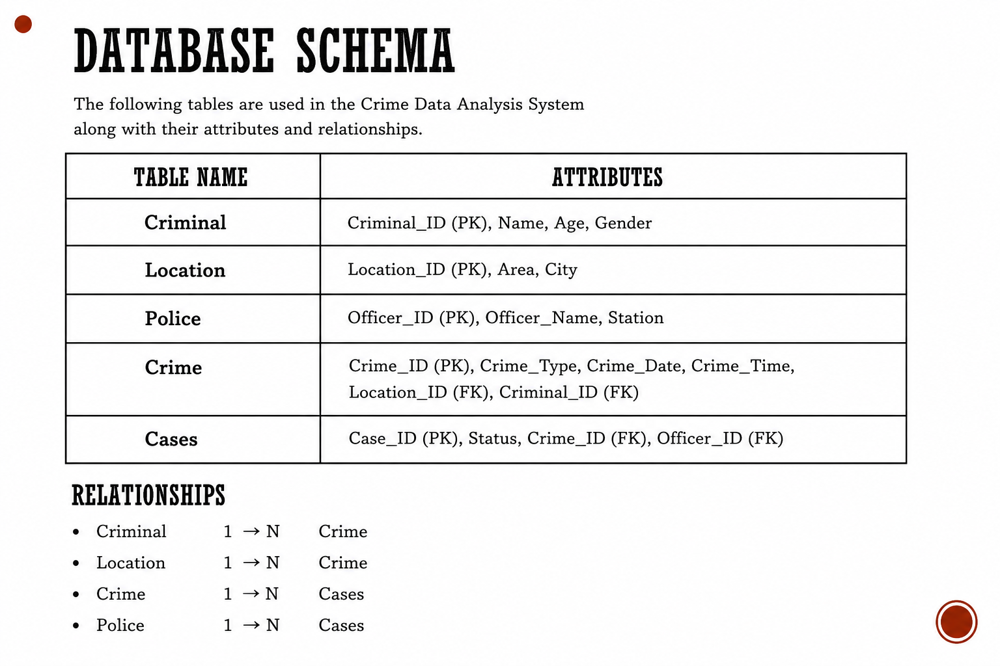 DATABASE SCHEMA
The following tables are used in the Crime Data Analysis System
along with their attributes and relationships.
TABLE NAME ATTRIBUTES
Criminal Criminal_ID (PK), Name, Age, Gender
Location Location_ID (PK), Area, City
Police Officer_ID (PK), Officer_Name, Station
Crime Crime_ID (PK), Crime_Type, Crime_Date, Crime_Time,
Location_ID (FK), Criminal_ID (FK)
Cases Case_ID (PK), Status, Crime_ID (FK), Officer_ID (FK)
RELATIONSHIPS
• Criminal 1 → N Crime
• Location 1 → N Crime
• Crime 1 → N Cases
• Police 1 → N Cases